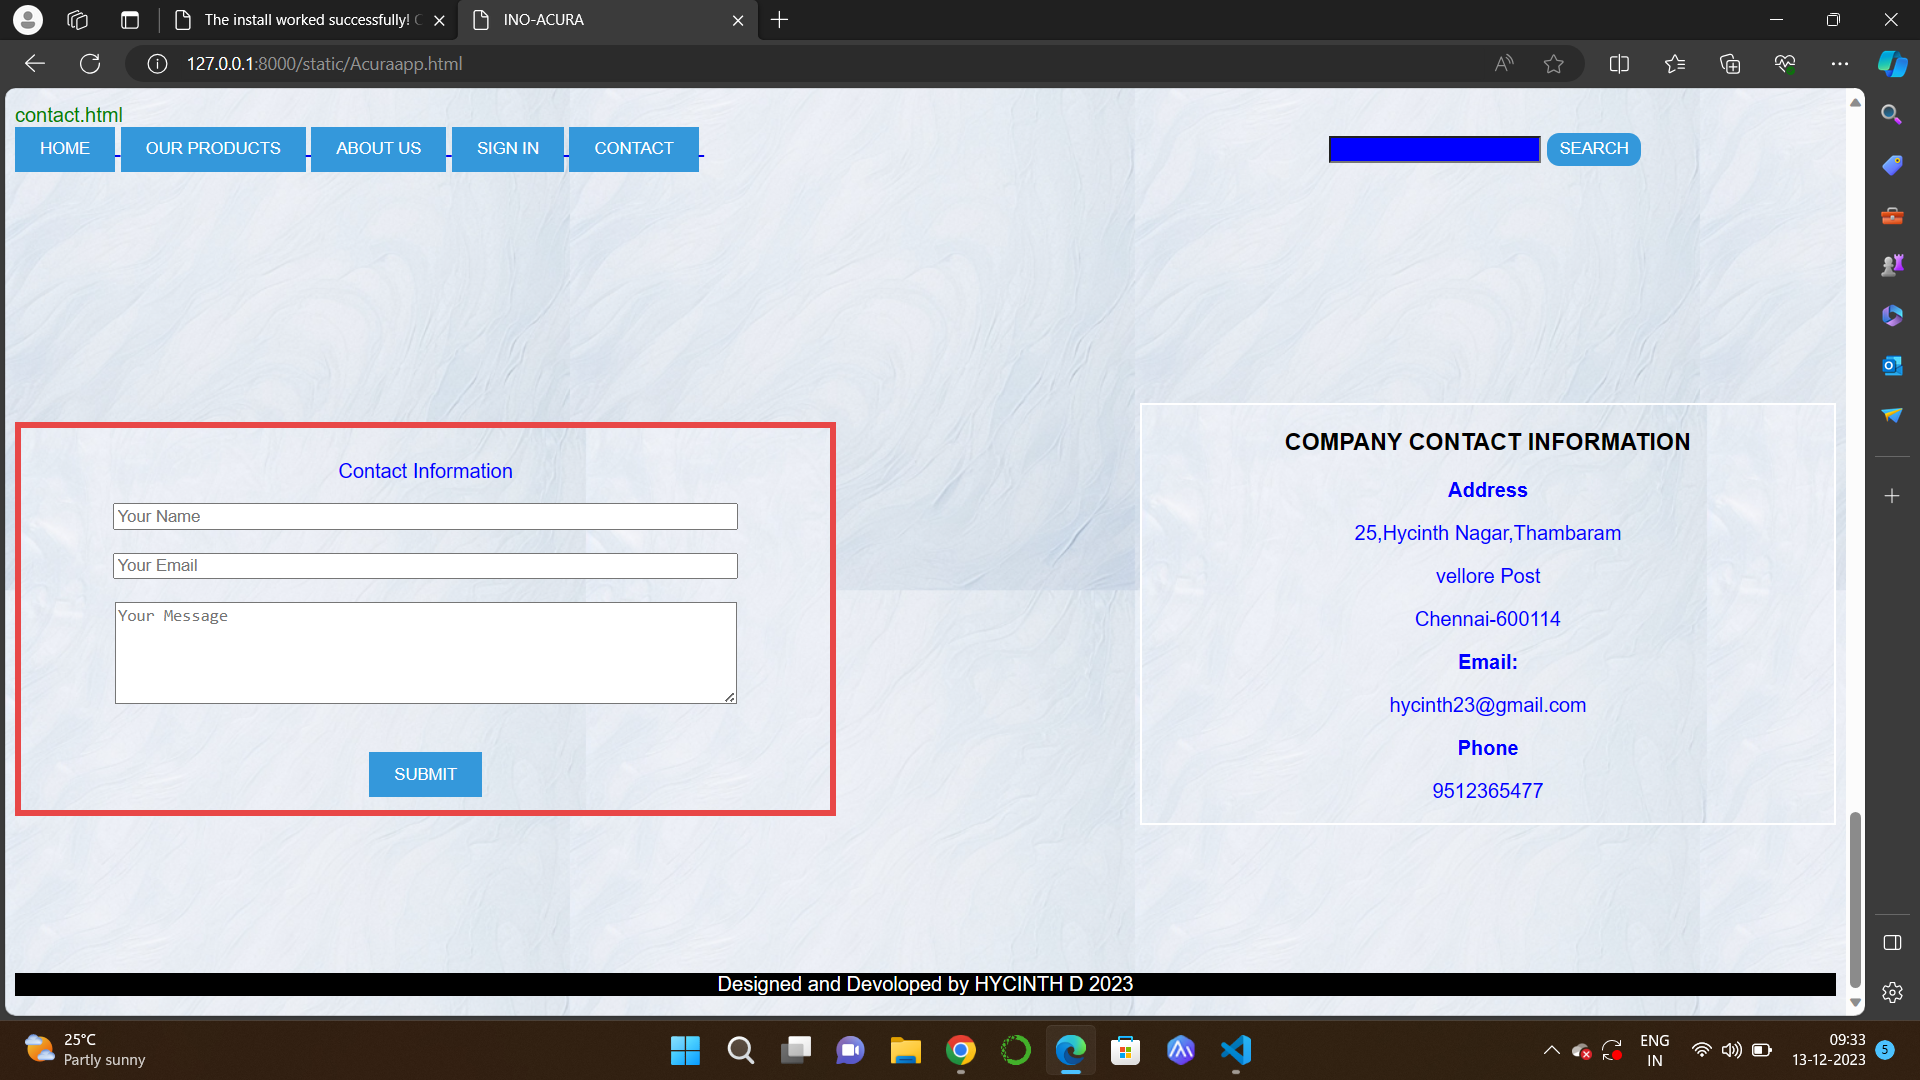 The install worked successfully!
INO-ACURA
127.0.0.1:8000/static/Acuraapp.html
contact.html
HOME OUR PRODUCTS ABOUT US SIGN IN CONTACT SEARCH
Contact Information
Your Name
Your Email
Your Message
SUBMIT
COMPANY CONTACT INFORMATION
Address
25,Hycinth Nagar,Thambaram
vellore Post
Chennai-600114
Email:
hycinth23@gmail.com
Phone
9512365477
Designed and Devoloped by HYCINTH D 2023
25°C
Partly sunny
ENG
IN
09:33
13-12-2023
5